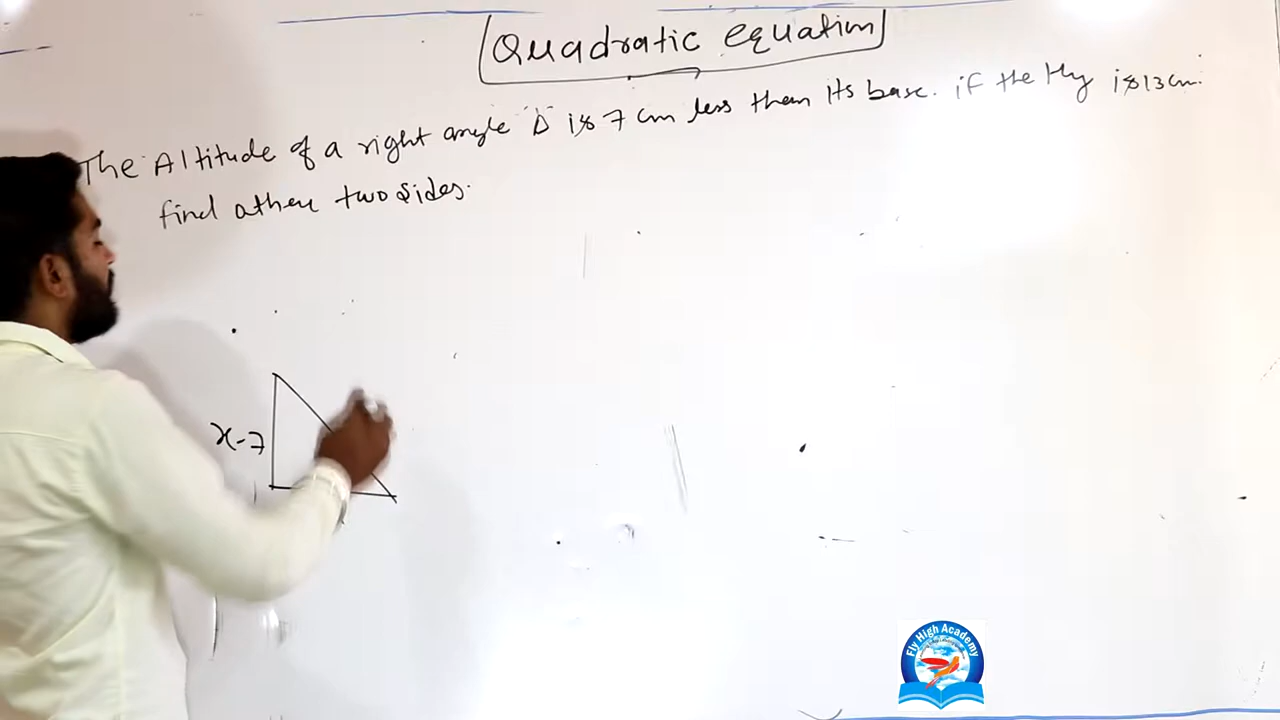 Quadratic equation
The Altitude of a right angle Δ is 7 cm less then its base. if the Hy is 13 cm.
find other two sides.
x-7
Fly High Academy